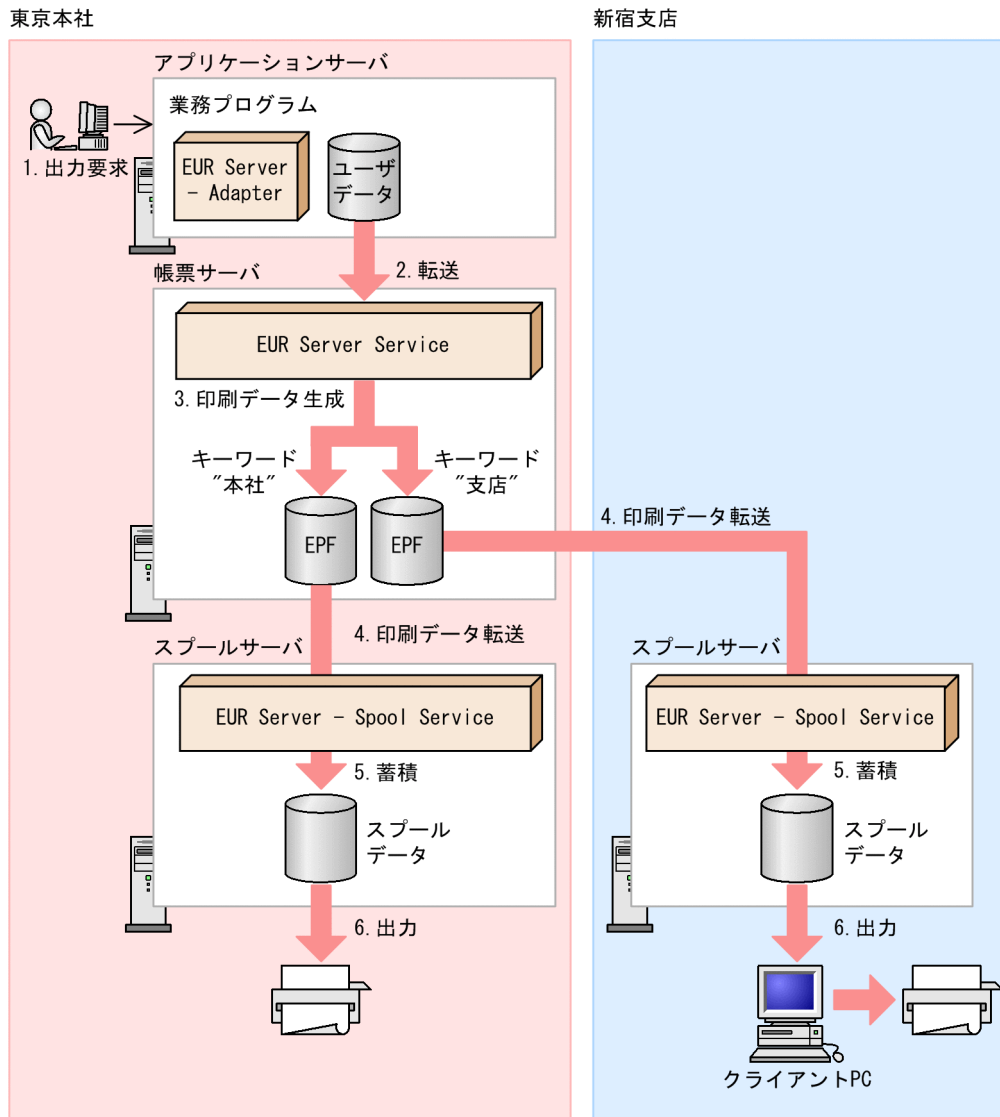 東京本社
新宿支店
アプリケーションサーバ
業務プログラム
EUR Server
− Adapter
ユーザ
データ
1. 出力要求
2. 転送
帳票サーバ
EUR Server Service
3. 印刷データ生成
キーワード
"本社"
キーワード
"支店"
EPF
EPF
4. 印刷データ転送
4. 印刷データ転送
スプールサーバ
EUR Server − Spool Service
5. 蓄積
スプール
データ
6. 出力
スプールサーバ
EUR Server − Spool Service
5. 蓄積
スプール
データ
6. 出力
クライアントPC